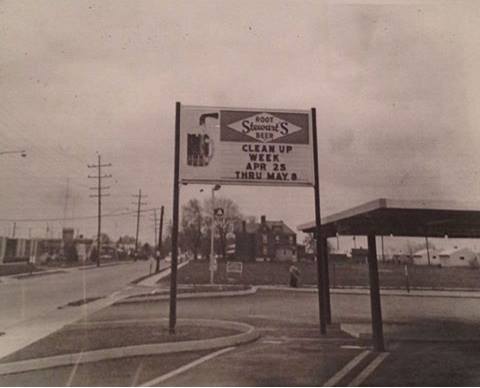 ROOT
Stewart's
BEER
CLEAN UP
WEEK
APR 25
THRU MAY 8